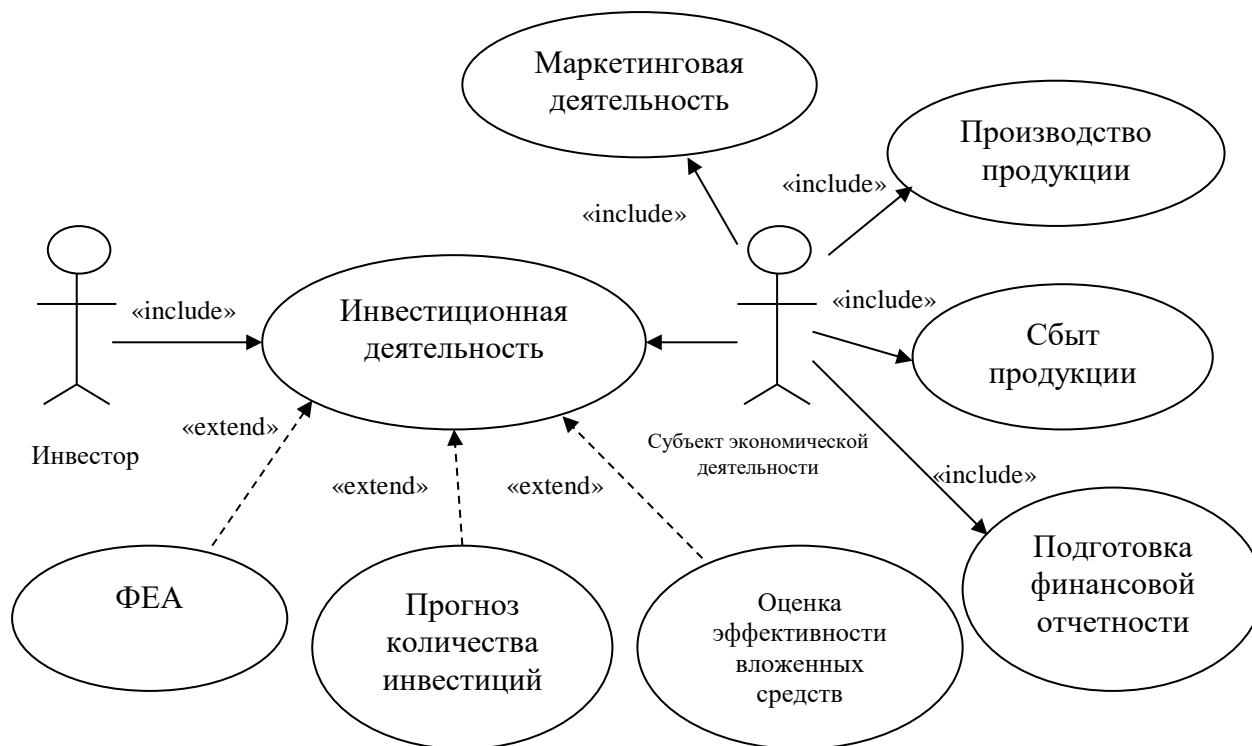 Маркетинговая
деятельность
Производство
продукции
«include»
«include»
«include»
«include»
Инвестиционная
деятельность
Сбыт
продукции
«extend»
Инвестор
Субъект экономической
деятельности
«extend»
«extend»
«include»
ФЕА
Прогноз
количества
инвестиций
Оценка
эффективности
вложенных
средств
Подготовка
финансовой
отчетности